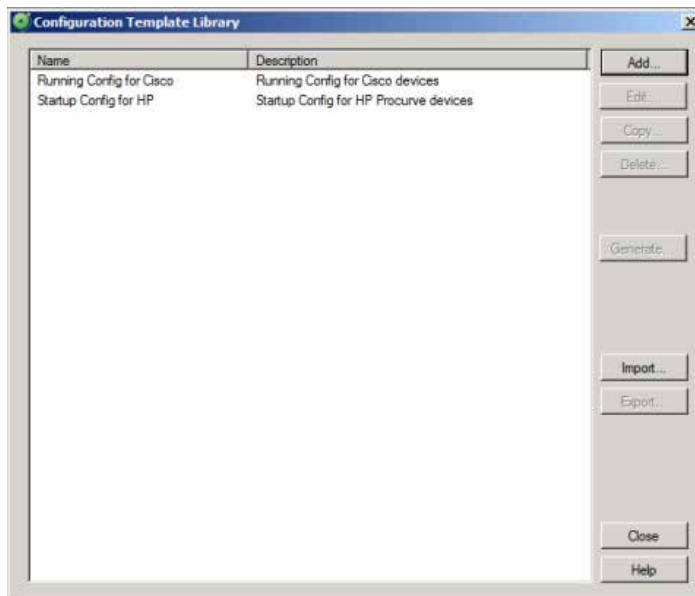 Configuration Template Library
Name Description
Running Config for Cisco Running Config for Cisco devices
Startup Config for HP Startup Config for HP Procurve devices
Add...
Edit...
Copy...
Delete...
Generate...
Import...
Export...
Close
Help